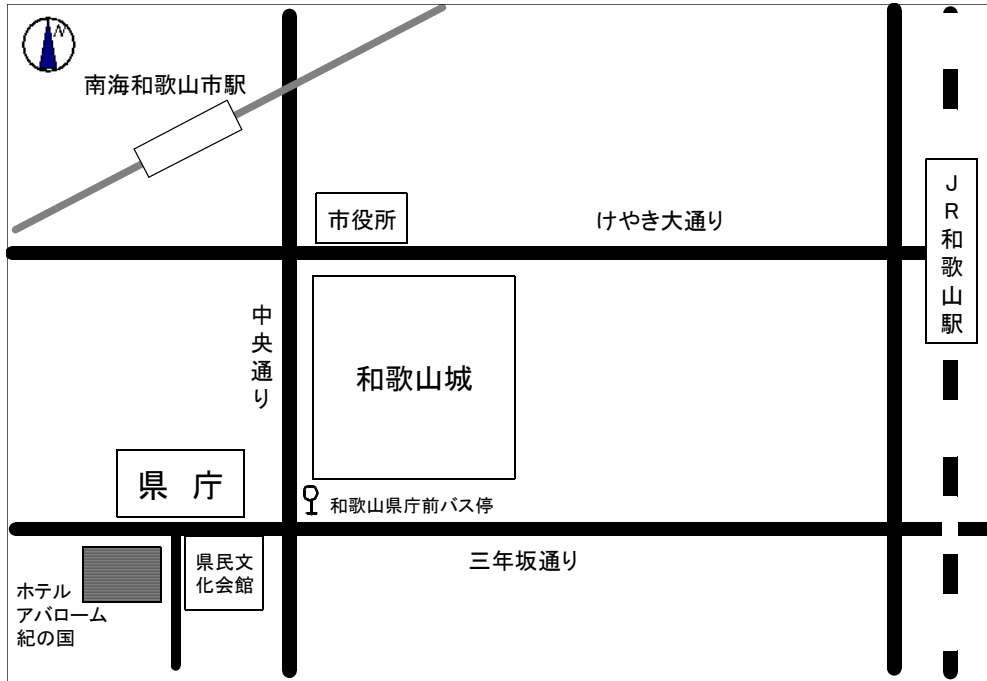 N
南海和歌山市駅
市役所
けやき大通り
JR和歌山駅
中央通り
和歌山城
県 庁
和歌山県庁前バス停
三年坂通り
県民文
化会館
ホテル
アバローム
紀の国